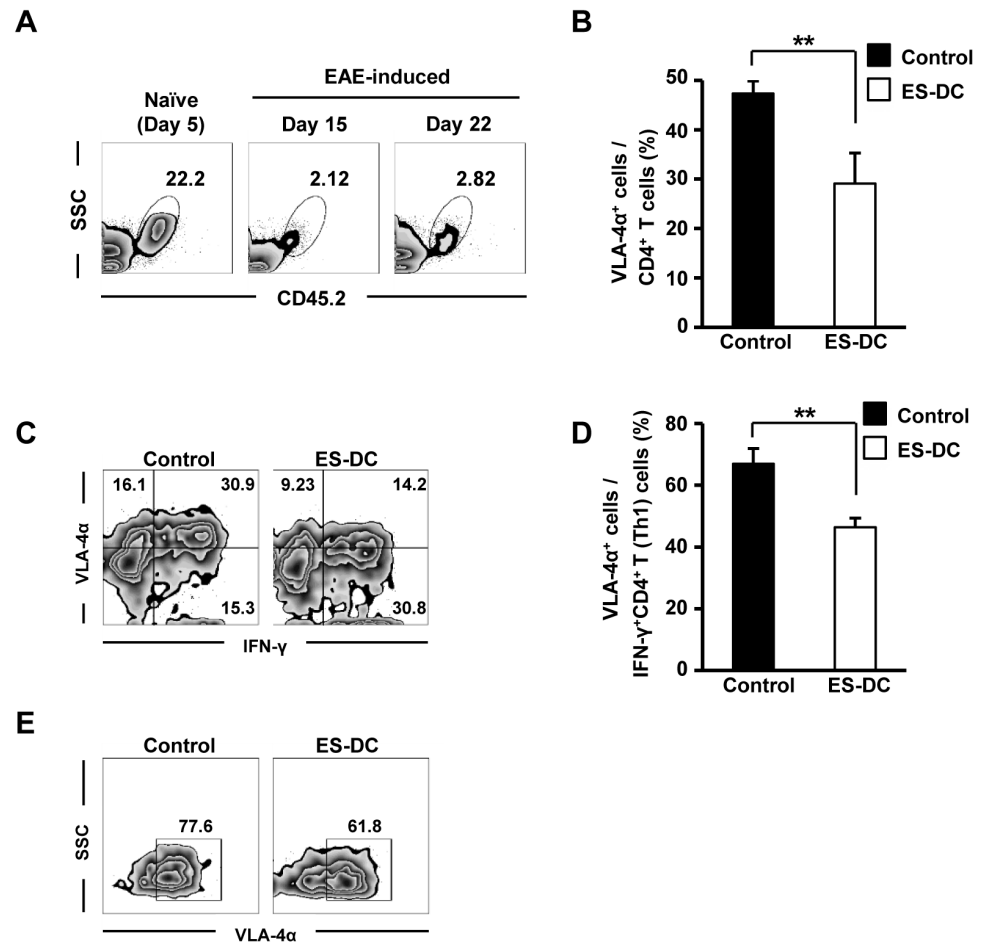 A
EAE-induced
Naïve
(Day 5)
Day 15
Day 22
SSC
22.2
2.12
2.82
CD45.2
B
**
Control
ES-DC
VLA-4α⁺ cells /
CD4⁺ T cells (%)
50
40
30
20
10
0
Control
ES-DC
C
Control
ES-DC
VLA-4α
16.1
30.9
15.3
9.23
14.2
30.8
IFN-γ
D
**
Control
ES-DC
VLA-4α⁺ cells /
IFN-γ⁺CD4⁺ T (Th1) cells (%)
80
60
40
20
0
Control
ES-DC
E
Control
ES-DC
SSC
77.6
61.8
VLA-4α